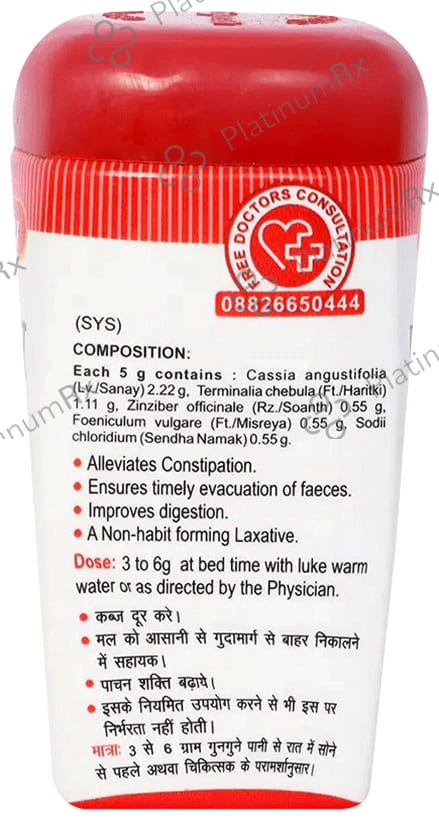 FREE DOCTORS CONSULTATION
08826650444
(SYS)
COMPOSITION:
Each 5 g contains : Cassia angustifolia
(Lv./Sanay) 2.22g, Terminalia chebula (Ft./Haritki)
1.11 g, Zinziber officinale (Rz./Soanth) 0.55 g,
Foeniculum vulgare (Ft./Misreya) 0.55 g, Sodii
chloridium (Sendha Namak) 0.55 g.
• Alleviates Constipation.
• Ensures timely evacuation of faeces.
• Improves digestion.
• A Non-habit forming Laxative.
Dose: 3 to 6g at bed time with luke warm
water or as directed by the Physician.
• कब्ज दूर करे।
• मल को आसानी से गुदामार्ग से बाहर निकालने
में सहायक।
• पाचन शक्ति बढ़ाये।
• इसके नियमित उपयोग करने से भी इस पर
निर्भरता नहीं होती।
मात्राः 3 से 6 ग्राम गुनगुने पानी से रात में सोने
से पहले अथवा चिकित्सक के परामर्शानुसार।
PlatinumRx
PlatinumRx
PlatinumRx